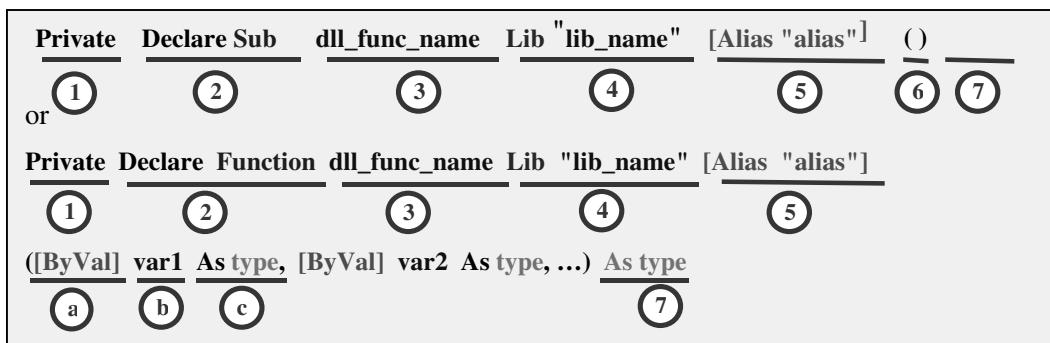 Private Declare Sub dll_func_name Lib "lib_name" [Alias "alias"] ( )
1 2 3 4 5 6 7
or
Private Declare Function dll_func_name Lib "lib_name" [Alias "alias"]
1 2 3 4 5
([ByVal] var1 As type, [ByVal] var2 As type, …) As type
a b c 7